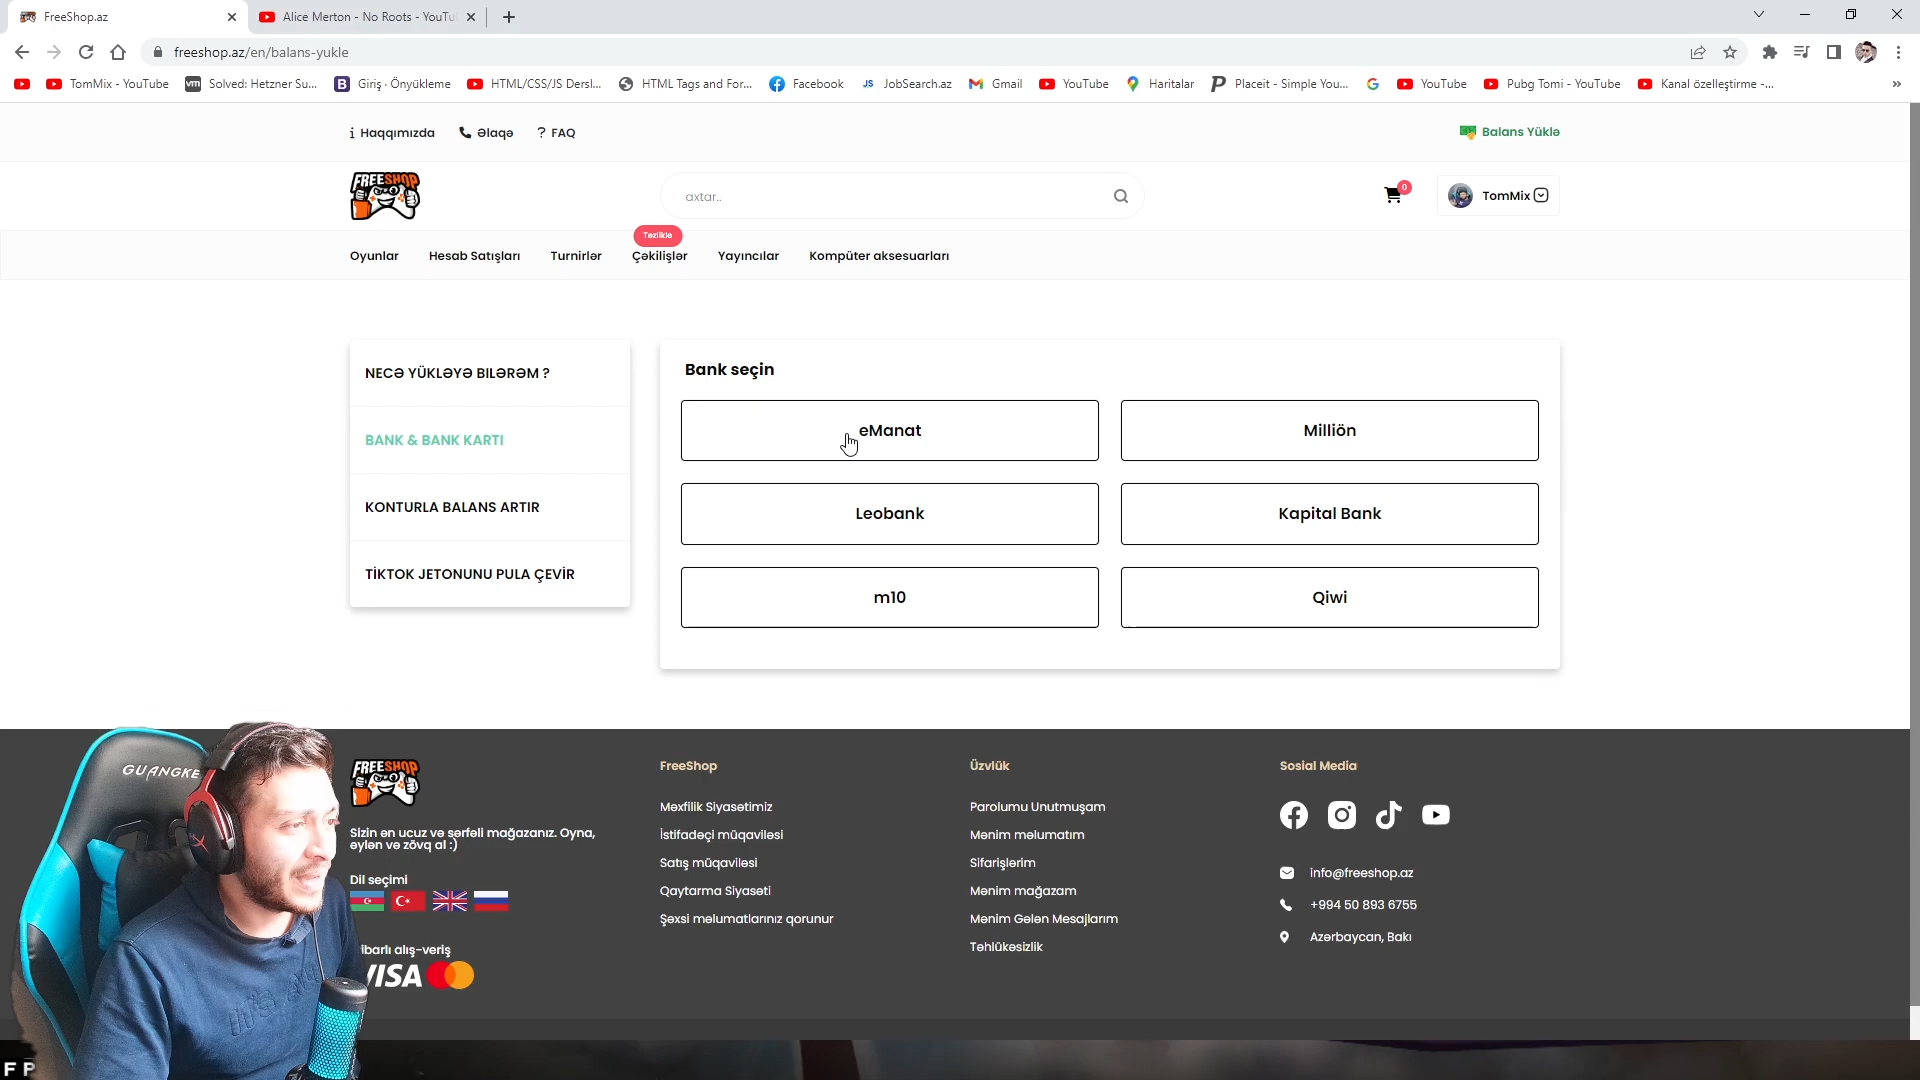 FreeShop.az
Alice Merton - No Roots - YouTu
freeshop.az/en/balans-yukle
TomMix - YouTube
Solved: Hetzner Su...
Giriş · Önyükleme
HTML/CSS/JS Dersl...
HTML Tags and For...
Facebook
JobSearch.az
Gmail
YouTube
Haritalar
Placeit - Simple You...
YouTube
Pubg Tomi - YouTube
Kanal özelleştirme -...
Haqqımızda
Əlaqə
? FAQ
Balans Yüklə
FREESHOP
axtar..
0
TomMix
Tezliklə
Oyunlar
Hesab Satışları
Turnirlər
Çəkilişlər
Yayıncılar
Kompüter aksesuarları
NECƏ YÜKLƏYƏ BILƏRƏM ?
BANK & BANK KARTI
KONTURLA BALANS ARTIR
TİKTOK JETONUNU PULA ÇEVİR
Bank seçin
eManat
Milliön
Leobank
Kapital Bank
m10
Qiwi
GUANGKE
FREESHOP
Sizin ən ucuz və sərfəli mağazanız. Oyna,
əylən və zövq al :)
Dil seçimi
ibarlı alış-veriş
VISA
FreeShop
Məxfilik Siyasətimiz
İstifadəçi müqaviləsi
Satış müqaviləsi
Qaytarma Siyasəti
Şəxsi məlumatlarınız qorunur
Üzvlük
Parolumu Unutmuşam
Mənim məlumatım
Sifarişlərim
Mənim mağazam
Mənim Gələn Mesajlarım
Təhlükəsizlik
Sosial Media
info@freeshop.az
+994 50 893 6755
Azərbaycan, Bakı
F P